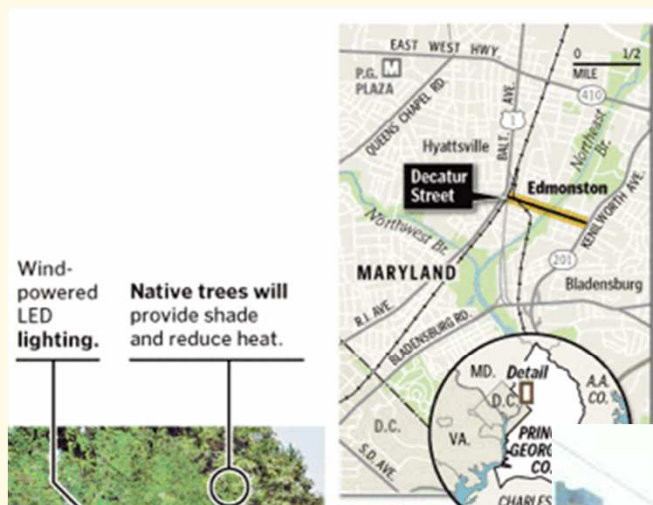 Wind-
powered
LED
lighting.
Native trees will
provide shade
and reduce heat.
EAST WEST HWY.
0 1/2
MILE
P.G.
PLAZA
M
410
QUEENS CHAPEL RD.
BALT. AVE.
1
Northeast Br.
Hyattsville
Decatur
Street
Edmonston
KENILWORTH AVE.
Northwest Br.
201
MARYLAND
Bladensburg
R.I. AVE.
BLADENSBURG RD.
MD.
Detail
A.A.
CO.
D.C.
D.C.
VA.
S.D. AVE.
PRIN
GEORG
CO.
CHARLES